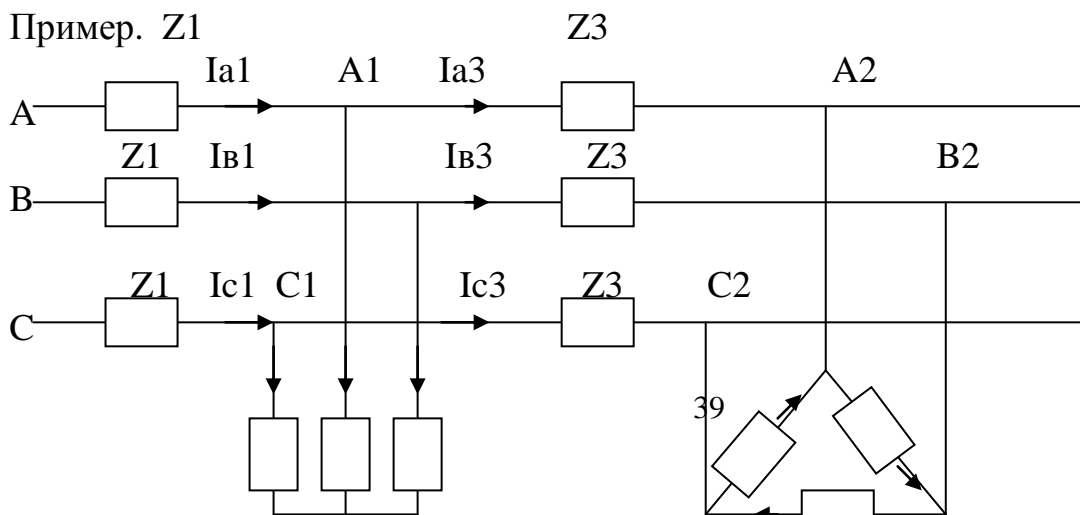 Пример. Z1 Z3
Ia1 A1 Ia3 A2
A
Z1 Iв1 Iв3 Z3 B2
B
Z1 Ic1 C1 Ic3 Z3 C2
C
39